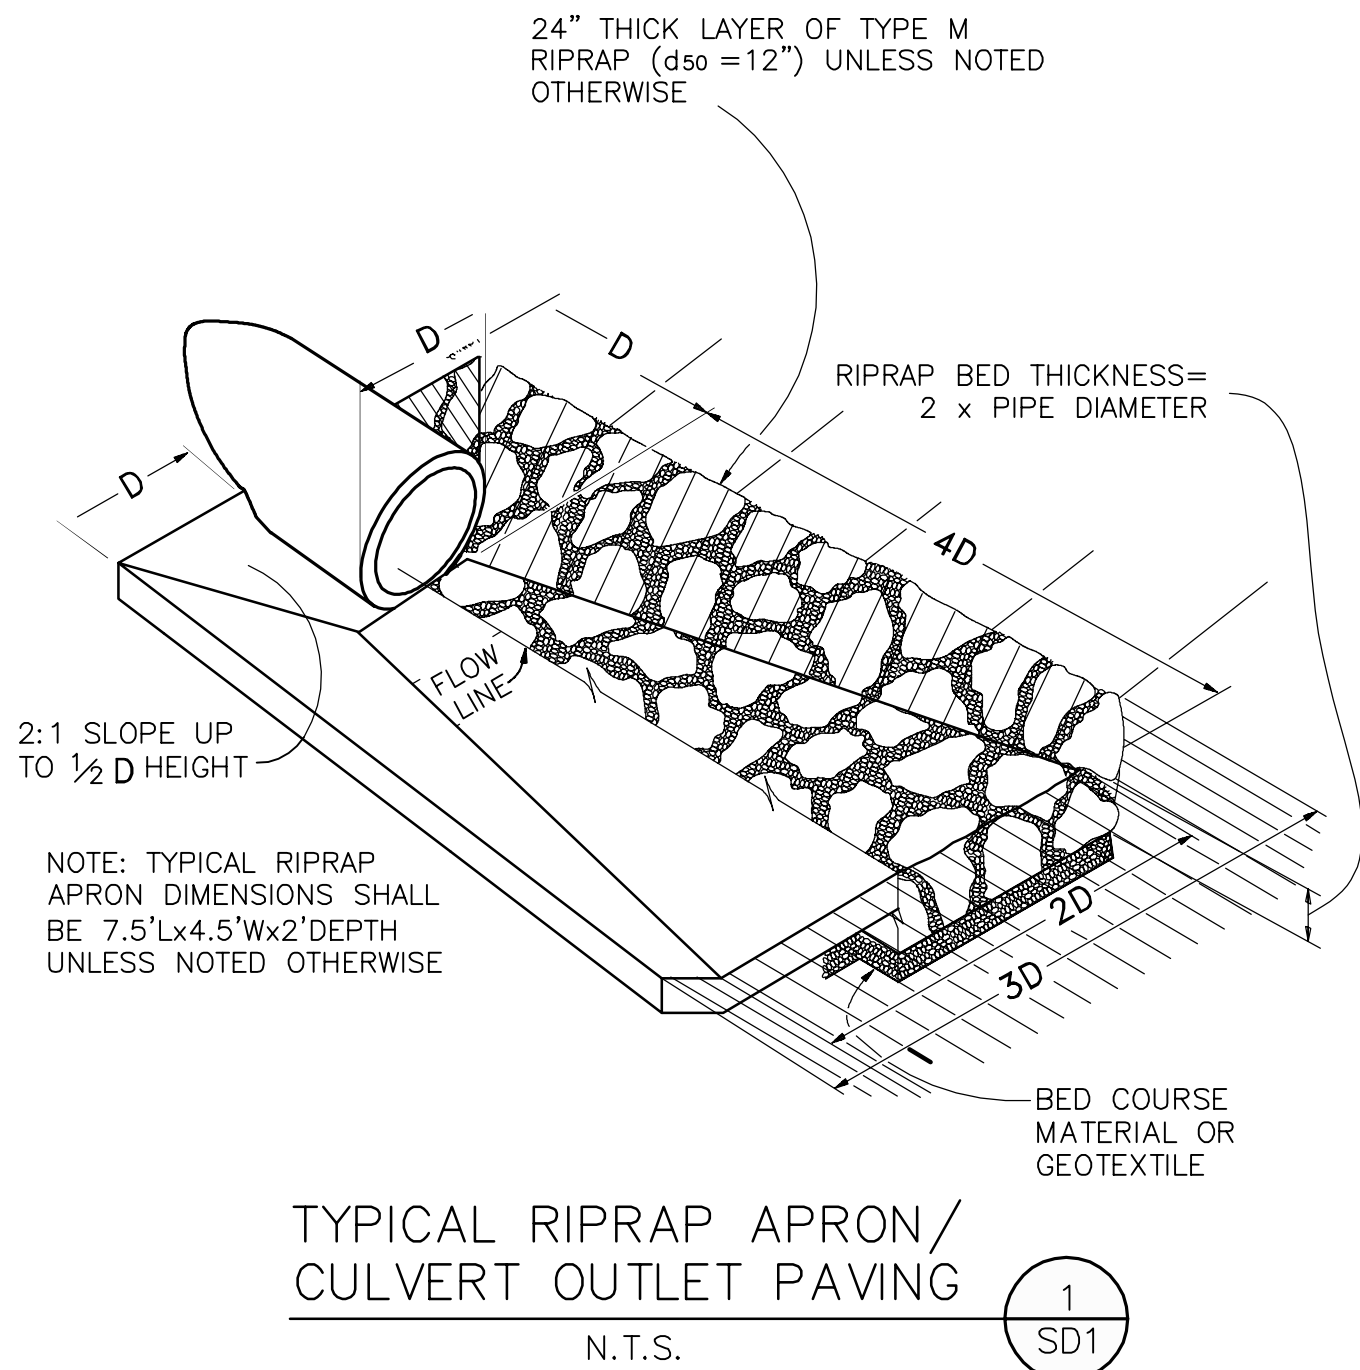 24” THICK LAYER OF TYPE M
RIPRAP (d50 =12”) UNLESS NOTED
OTHERWISE
D
D
RIPRAP BED THICKNESS=
2 x PIPE DIAMETER
D
4D
FLOW
LINE
2:1 SLOPE UP
TO ½ D HEIGHT
NOTE: TYPICAL RIPRAP
APRON DIMENSIONS SHALL
BE 7.5’Lx4.5’Wx2’DEPTH
UNLESS NOTED OTHERWISE
2D
3D
BED COURSE
MATERIAL OR
GEOTEXTILE
TYPICAL RIPRAP APRON/
CULVERT OUTLET PAVING
N.T.S.
1
SD1